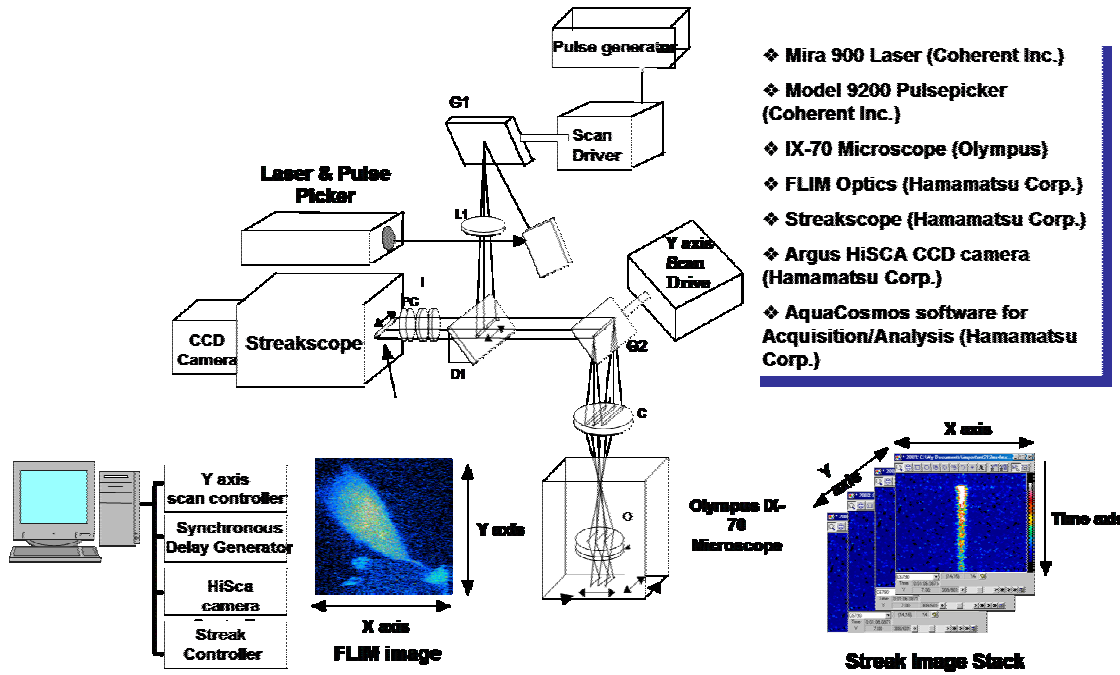 Pulse generator
G1
Scan
Driver
Laser & Pulse
Picker
L1
Y axis
Scan
Drive
I
PC
CCD
Camera
Streakscope
D1
G2
C
❖ Mira 900 Laser (Coherent Inc.)
❖ Model 9200 Pulsepicker
(Coherent Inc.)
❖ IX-70 Microscope (Olympus)
❖ FLIM Optics (Hamamatsu Corp.)
❖ Streakscope (Hamamatsu Corp.)
❖ Argus HiSCA CCD camera
(Hamamatsu Corp.)
❖ AquaCosmos software for
Acquisition/Analysis (Hamamatsu
Corp.)
Y axis
scan controller
Synchronous
Delay Generator
HiSca
camera
Streak
Controller
Y axis
X axis
FLIM image
O
Olympus IX-
70
Microscope
X axis
Y
axis
Time axis
Streak Image Stack